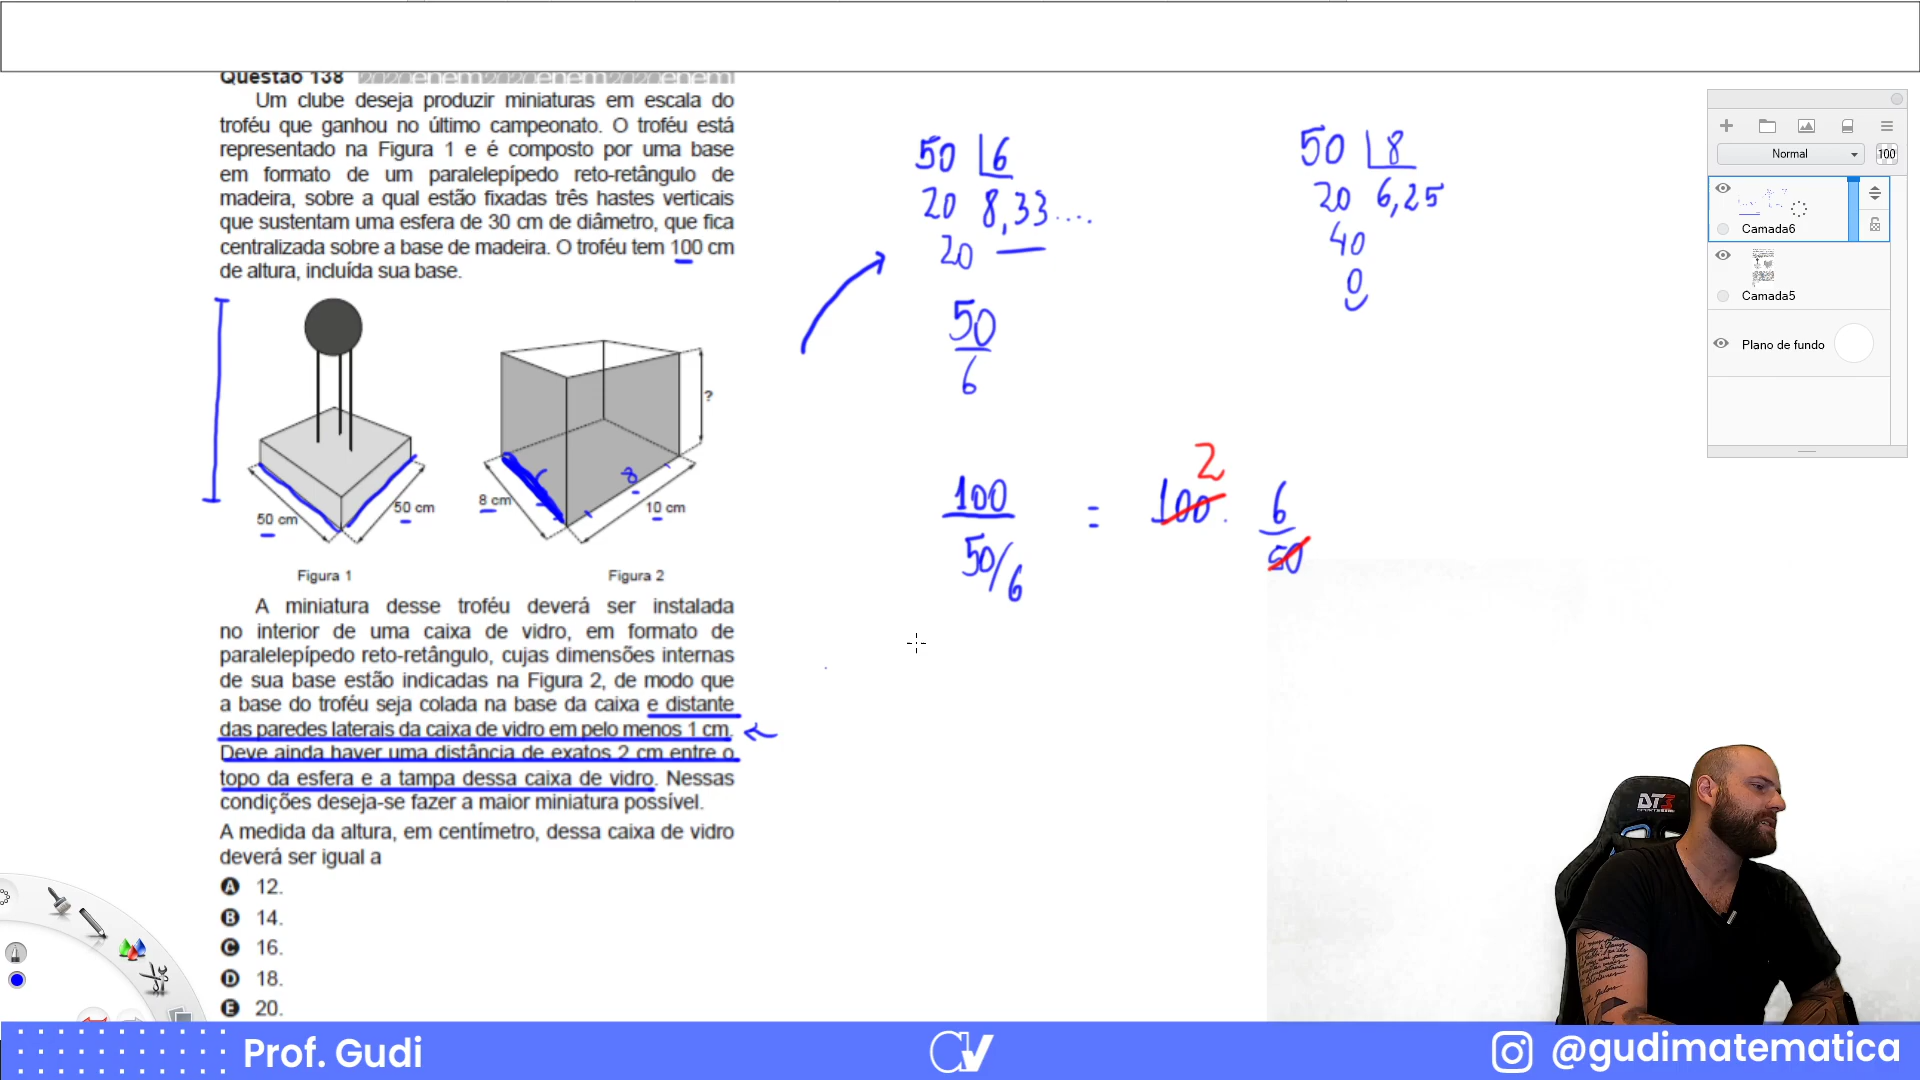 Questão 138 enem enem enem
Um clube deseja produzir miniaturas em escala do
troféu que ganhou no último campeonato. O troféu está
representado na Figura 1 e é composto por uma base
em formato de um paralelepípedo reto-retângulo de
madeira, sobre a qual estão fixadas três hastes verticais
que sustentam uma esfera de 30 cm de diâmetro, que fica
centralizada sobre a base de madeira. O troféu tem 100 cm
de altura, incluída sua base.
?
8 cm
10 cm
50 cm
50 cm
6
8
Figura 1
Figura 2
A miniatura desse troféu deverá ser instalada
no interior de uma caixa de vidro, em formato de
paralelepípedo reto-retângulo, cujas dimensões internas
de sua base estão indicadas na Figura 2, de modo que
a base do troféu seja colada na base da caixa e distante
das paredes laterais da caixa de vidro em pelo menos 1 cm.
Deve ainda haver uma distância de exatos 2 cm entre o
topo da esfera e a tampa dessa caixa de vidro. Nessas
condições deseja-se fazer a maior miniatura possível.
A medida da altura, em centímetro, dessa caixa de vidro
deverá ser igual a
A 12.
B 14.
C 16.
D 18.
E 20.
50 6
20 8,33....
20
50
6
50 8
20 6,25
40
0
2
100 = 100 . 6
50/6 50
Normal 100
Camada6
Camada5
Plano de fundo
DT3
Prof. Gudi
@gudimatematica